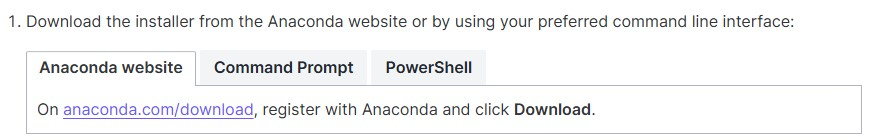 1. Download the installer from the Anaconda website or by using your preferred command line interface:
Anaconda website Command Prompt PowerShell
On anaconda.com/download, register with Anaconda and click Download.